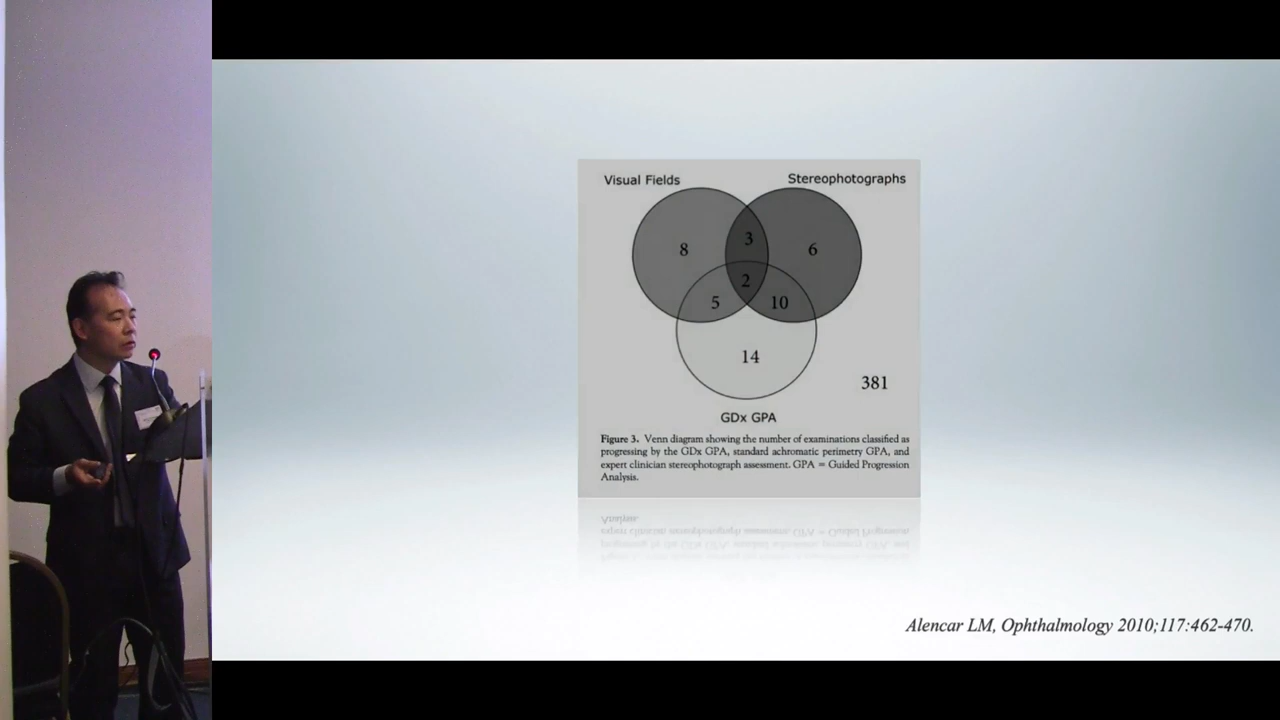 Visual Fields
Stereophotographs
8
3
6
2
5
10
14
381
GDx GPA
Figure 3. Venn diagram showing the number of examinations classified as
progressing by the GDx GPA, standard achromatic perimetry GPA, and
expert clinician stereophotograph assessment. GPA = Guided Progression
Analysis.
Alencar LM, Ophthalmology 2010;117:462-470.